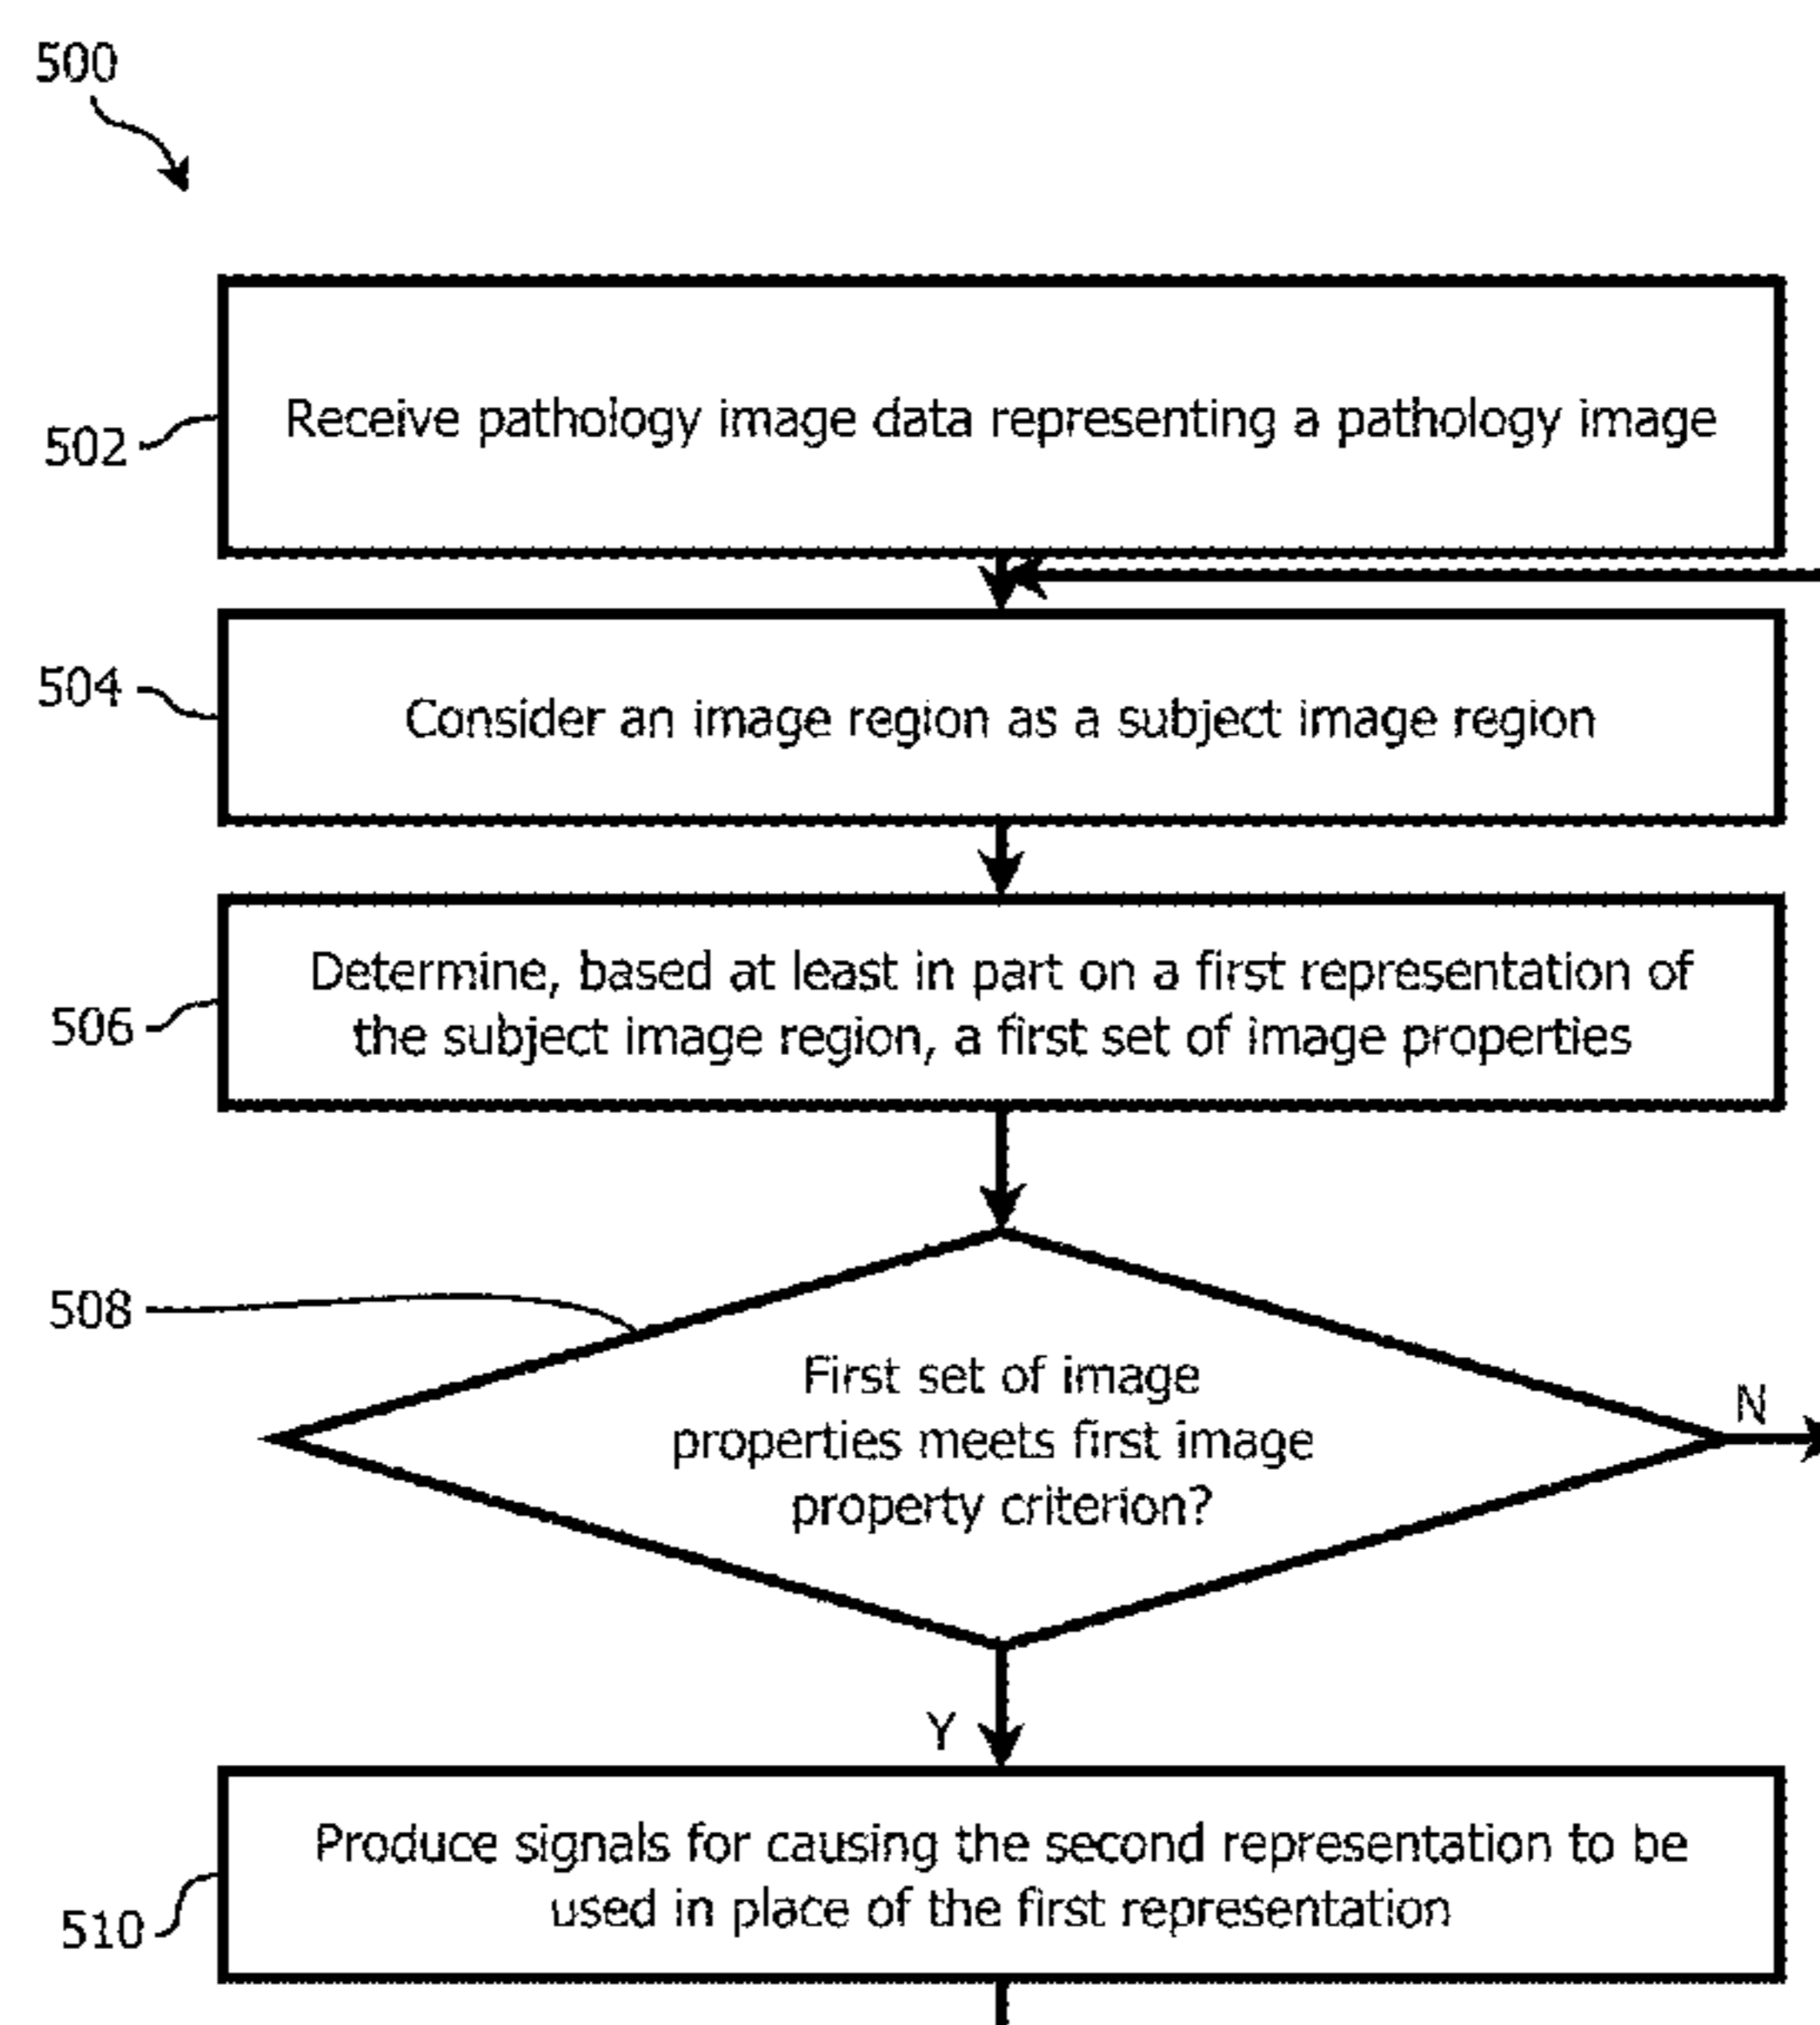 500
502
Receive pathology image data representing a pathology image
504
Consider an image region as a subject image region
506
Determine, based at least in part on a first representation of
the subject image region, a first set of image properties
508
First set of image
properties meets first image
property criterion?
N
Y
510
Produce signals for causing the second representation to be
used in place of the first representation